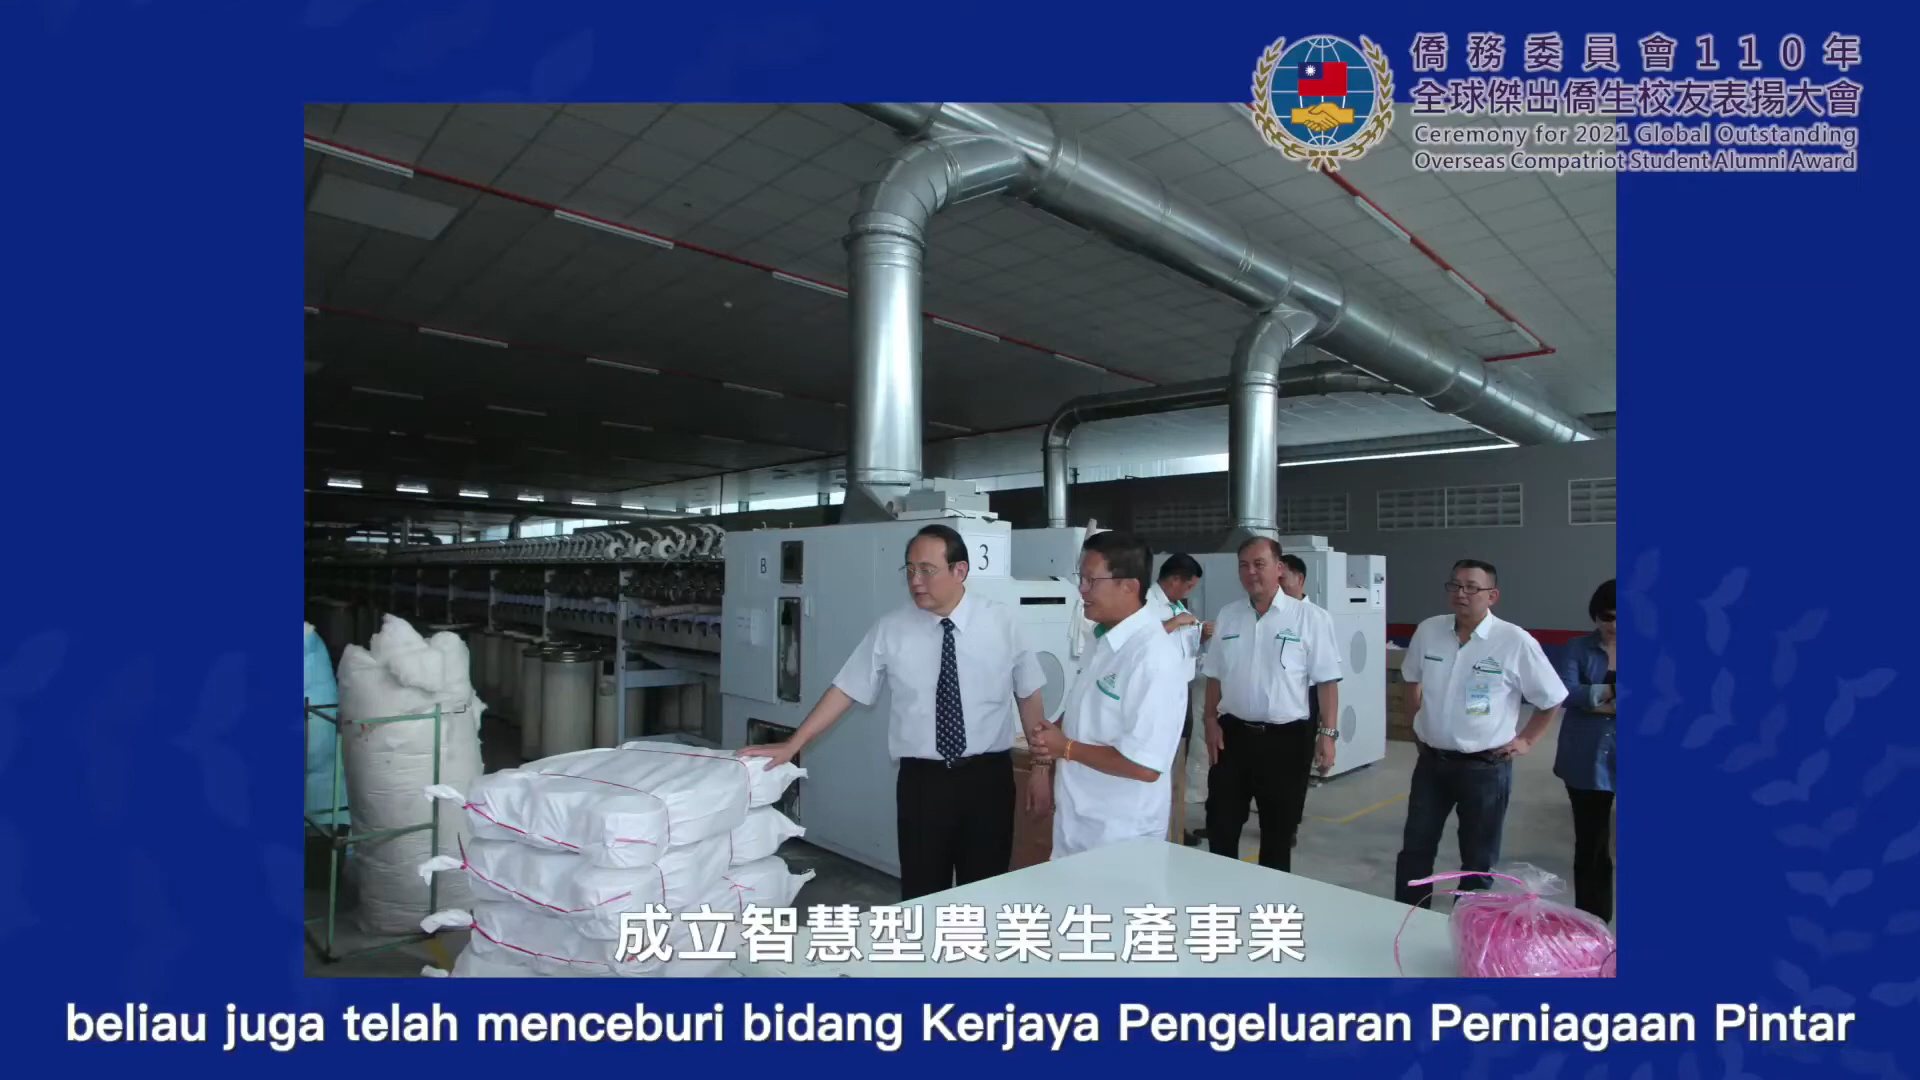 僑務委員會110年
全球傑出僑生校友表揚大會
Ceremony for 2021 Global Outstanding
Overseas Compatriot Student Alumni Award
B
3
成立智慧型農業生產事業
beliau juga telah menceburi bidang Kerjaya Pengeluaran Perniagaan Pintar